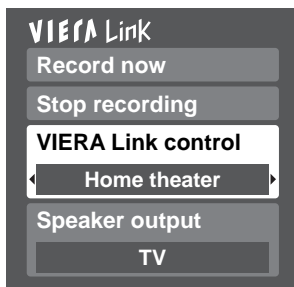 VIERA Link
Record now
Stop recording
VIERA Link control
Home theater
Speaker output
TV